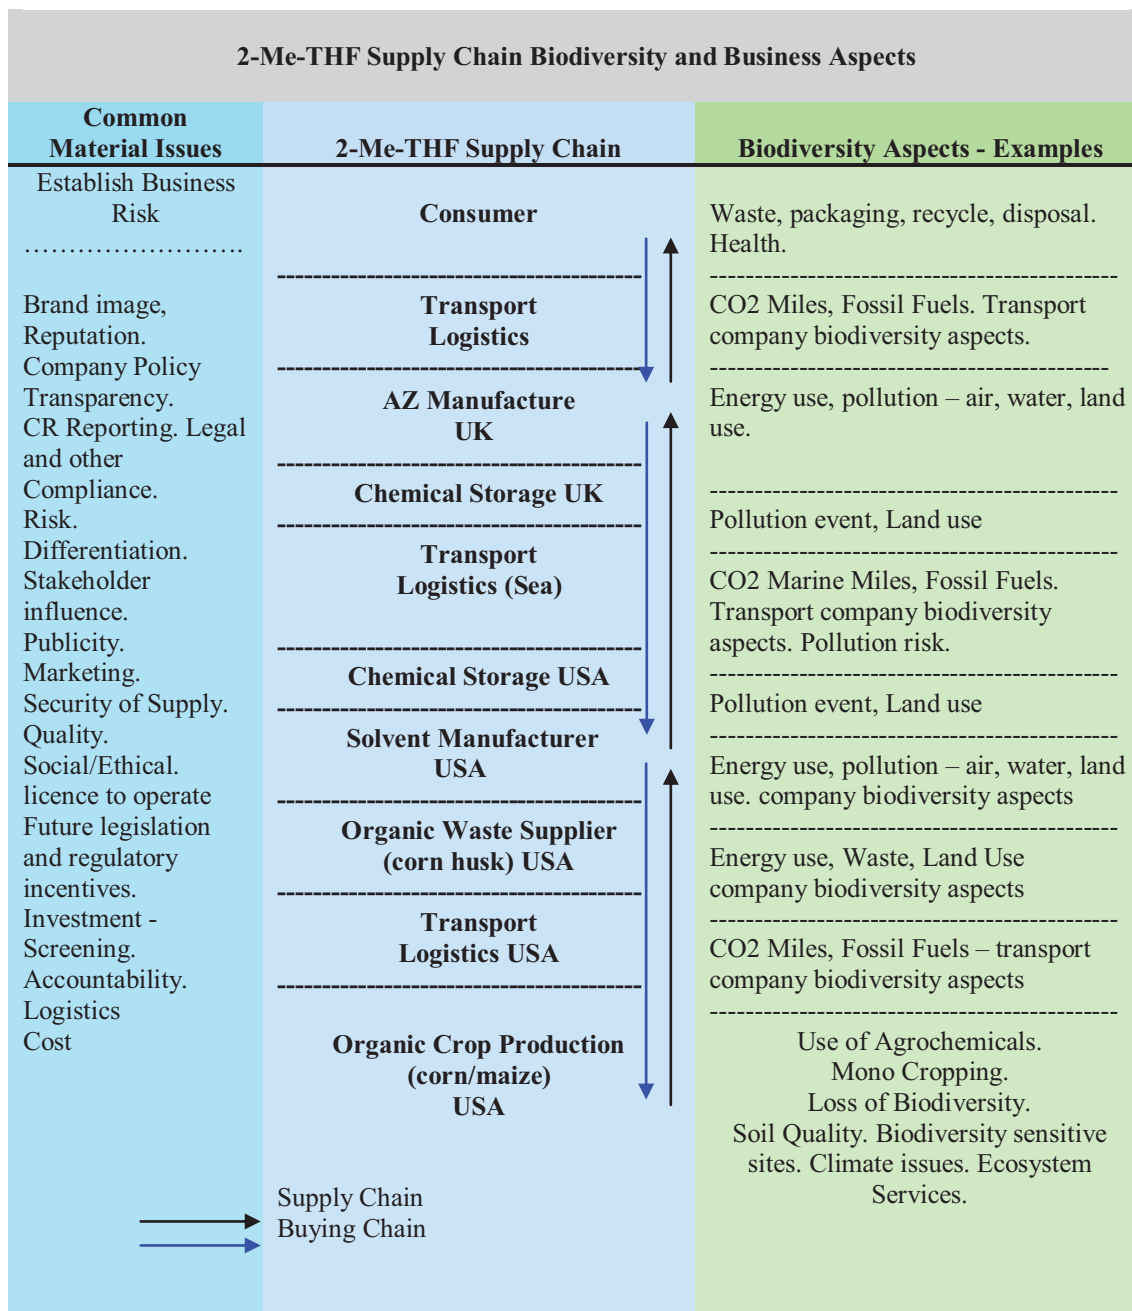 2-Me-THF Supply Chain Biodiversity and Business Aspects
Common
Material Issues
Establish Business
Risk
…………………….
Brand image,
Reputation.
Company Policy
Transparency.
CR Reporting. Legal
and other
Compliance.
Risk.
Differentiation.
Stakeholder
influence.
Publicity.
Marketing.
Security of Supply.
Quality.
Social/Ethical.
licence to operate
Future legislation
and regulatory
incentives.
Investment -
Screening.
Accountability.
Logistics
Cost
2-Me-THF Supply Chain
Consumer
Transport
Logistics
AZ Manufacture
UK
Chemical Storage UK
Transport
Logistics (Sea)
Chemical Storage USA
Solvent Manufacturer
USA
Organic Waste Supplier
(corn husk) USA
Transport
Logistics USA
Organic Crop Production
(corn/maize)
USA
Supply Chain
Buying Chain
Biodiversity Aspects - Examples
Waste, packaging, recycle, disposal.
Health.
CO2 Miles, Fossil Fuels. Transport
company biodiversity aspects.
Energy use, pollution – air, water, land
use.
Pollution event, Land use
CO2 Marine Miles, Fossil Fuels.
Transport company biodiversity
aspects. Pollution risk.
Pollution event, Land use
Energy use, pollution – air, water, land
use. company biodiversity aspects
Energy use, Waste, Land Use
company biodiversity aspects
CO2 Miles, Fossil Fuels – transport
company biodiversity aspects
Use of Agrochemicals.
Mono Cropping.
Loss of Biodiversity.
Soil Quality. Biodiversity sensitive
sites. Climate issues. Ecosystem
Services.